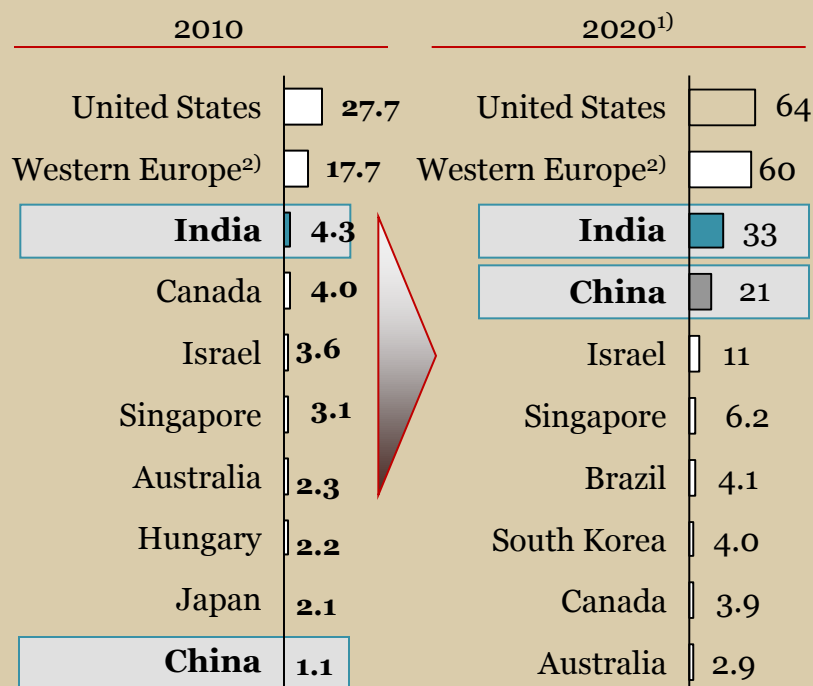 2010
United States 27.7
Western Europe²⁾ 17.7
India 4.3
Canada 4.0
Israel 3.6
Singapore 3.1
Australia 2.3
Hungary 2.2
Japan 2.1
China 1.1
2020¹⁾
United States 64
Western Europe²⁾ 60
India 33
China 21
Israel 11
Singapore 6.2
Brazil 4.1
South Korea 4.0
Canada 3.9
Australia 2.9